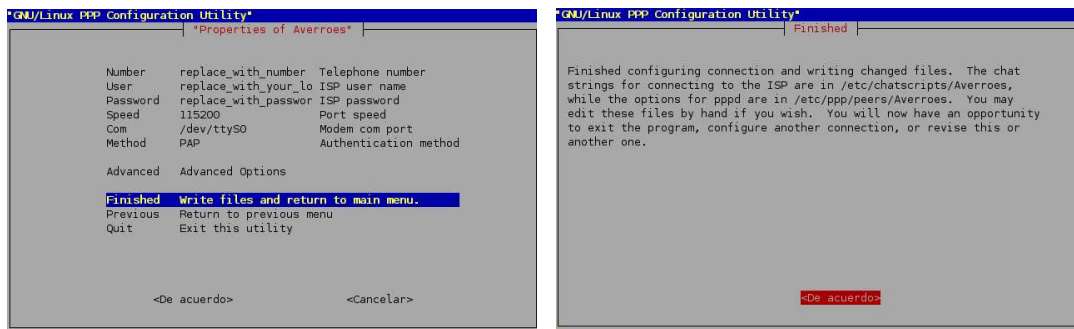 "GNU/Linux PPP Configuration Utility"
"Properties of Averroes"
Number replace_with_number Telephone number
User replace_with_your_lo ISP user name
Password replace_with_passwor ISP password
Speed 115200 Port speed
Com /dev/ttyS0 Modem com port
Method PAP Authentication method
Advanced Advanced Options
Finished Write files and return to main menu.
Previous Return to previous menu
Quit Exit this utility
<De acuerdo> <Cancelar>
"GNU/Linux PPP Configuration Utility"
Finished
Finished configuring connection and writing changed files. The chat
strings for connecting to the ISP are in /etc/chatscripts/Averroes,
while the options for pppd are in /etc/ppp/peers/Averroes. You may
edit these files by hand if you wish. You will now have an opportunity
to exit the program, configure another connection, or revise this or
another one.
<De acuerdo>